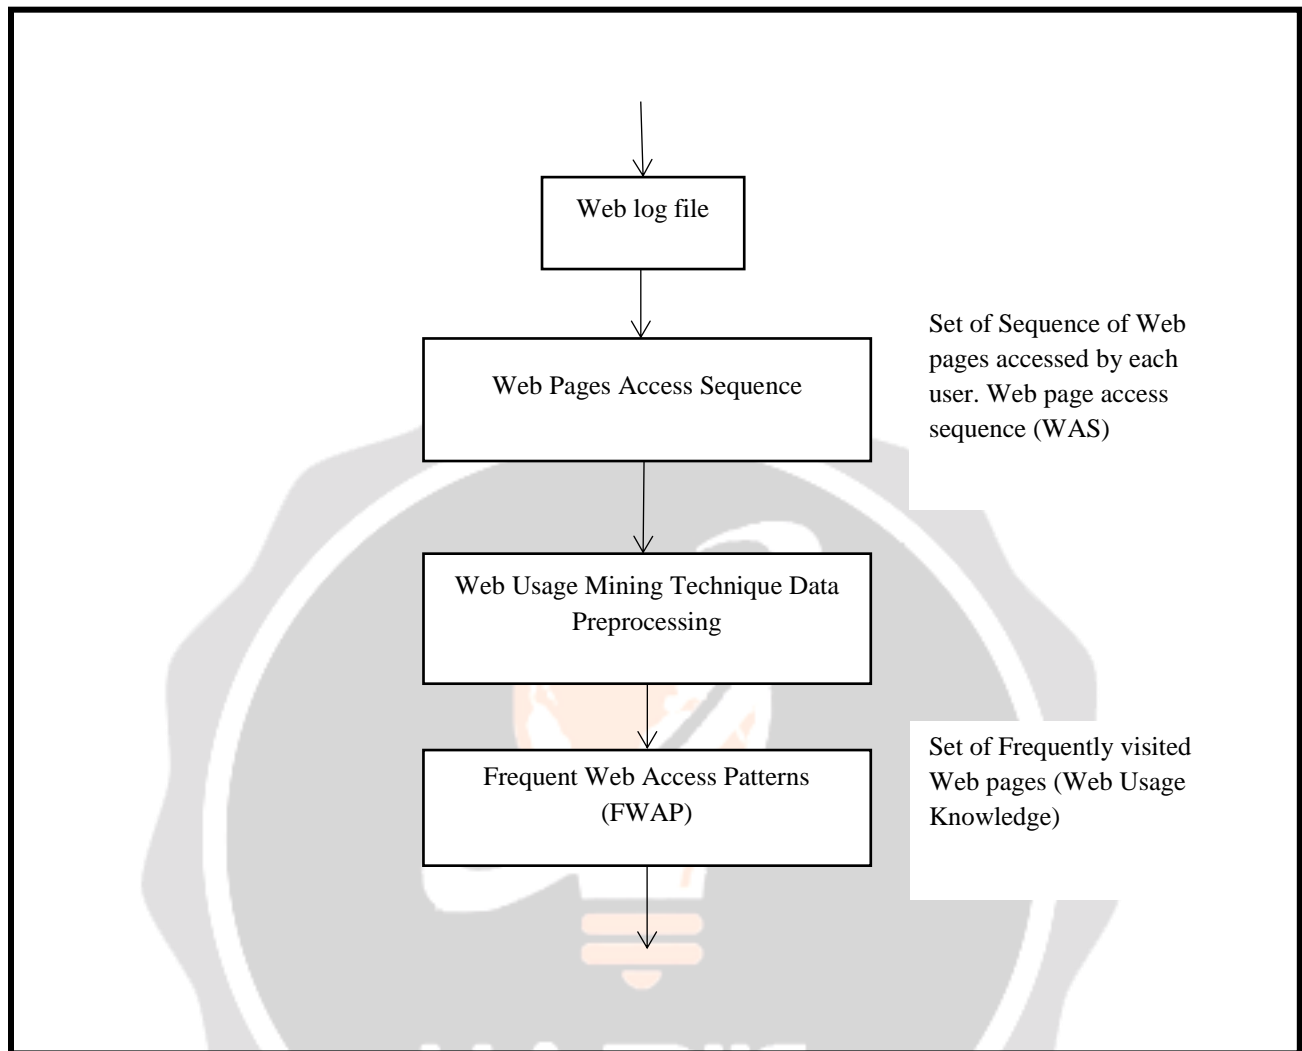 Web log file
Set of Sequence of Web
pages accessed by each
user. Web page access
sequence (WAS)
Web Pages Access Sequence
Web Usage Mining Technique Data
Preprocessing
Set of Frequently visited
Web pages (Web Usage
Knowledge)
Frequent Web Access Patterns
(FWAP)